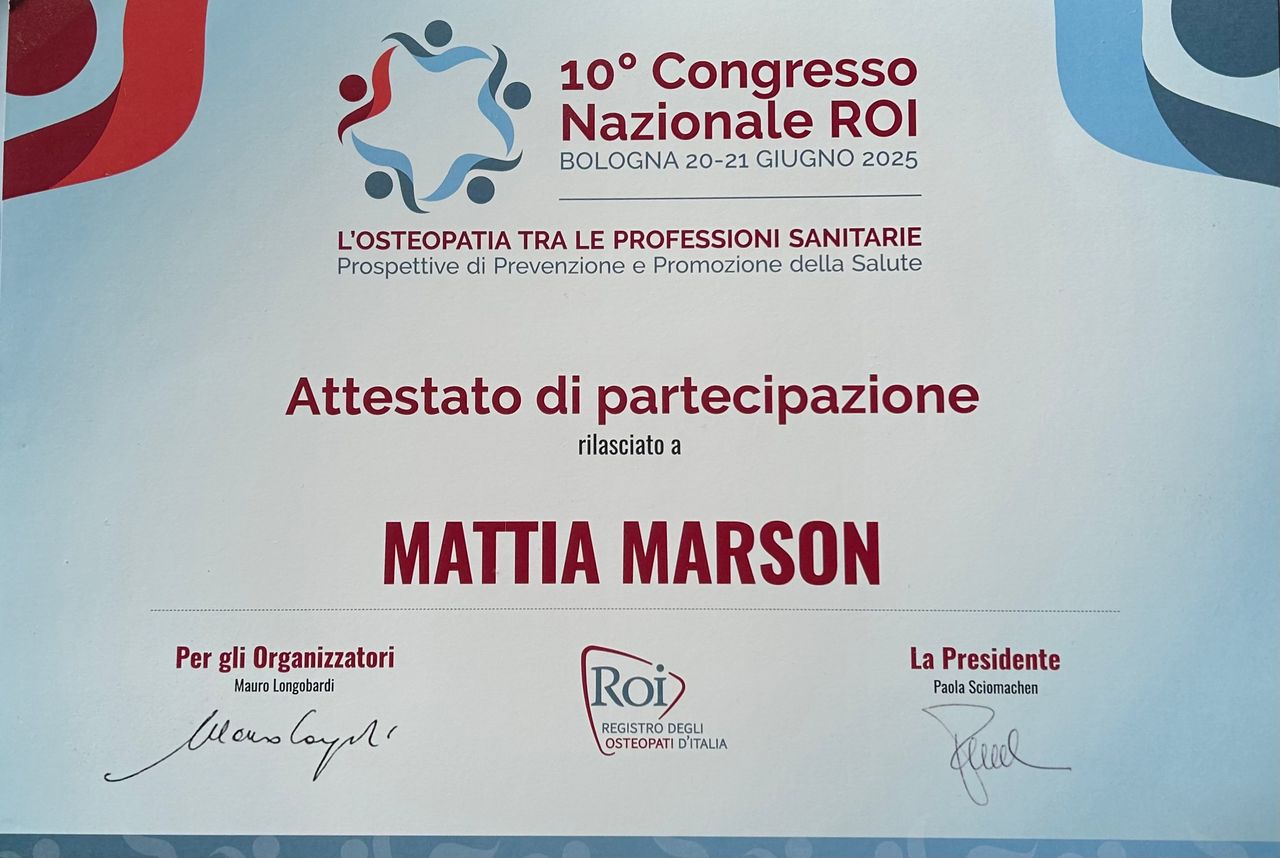 10° Congresso
Nazionale ROI
BOLOGNA 20-21 GIUGNO 2025
L'OSTEOPATIA TRA LE PROFESSIONI SANITARIE
Prospettive di Prevenzione e Promozione della Salute
Attestato di partecipazione
rilasciato a
MATTIA MARSON
Per gli Organizzatori
Mauro Longobardi
Roi
REGISTRO DEGLI
OSTEOPATI D'ITALIA
La Presidente
Paola Sciomachen